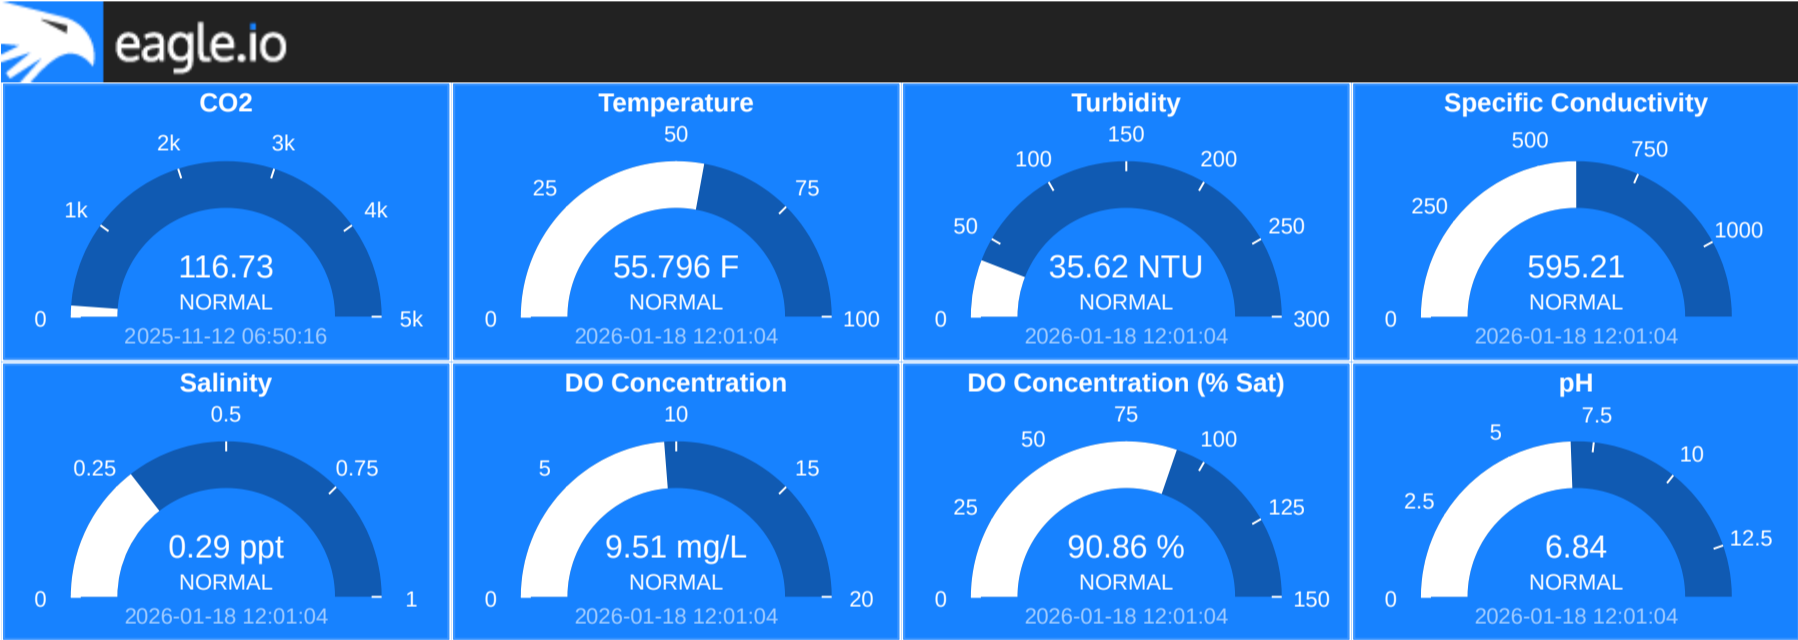 eagle.io
CO2
0
1k
2k
3k
4k
5k
116.73
NORMAL
2025-11-12 06:50:16
Temperature
0
25
50
75
100
55.796 F
NORMAL
2026-01-18 12:01:04
Turbidity
0
50
100
150
200
250
300
35.62 NTU
NORMAL
2026-01-18 12:01:04
Specific Conductivity
0
250
500
750
1000
595.21
NORMAL
2026-01-18 12:01:04
Salinity
0
0.25
0.5
0.75
1
0.29 ppt
NORMAL
2026-01-18 12:01:04
DO Concentration
0
5
10
15
20
9.51 mg/L
NORMAL
2026-01-18 12:01:04
DO Concentration (% Sat)
0
25
50
75
100
125
150
90.86 %
NORMAL
2026-01-18 12:01:04
pH
0
2.5
5
7.5
10
12.5
6.84
NORMAL
2026-01-18 12:01:04